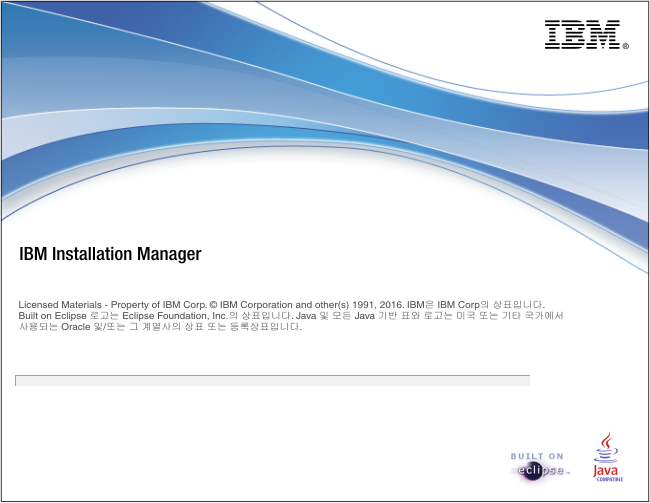 IBM®
IBM Installation Manager
Licensed Materials - Property of IBM Corp. © IBM Corporation and other(s) 1991, 2016. IBM은 IBM Corp의 상표입니다.
Built on Eclipse 로고는 Eclipse Foundation, Inc.의 상표입니다. Java 및 모든 Java 기반 표와 로고는 미국 또는 기타 국가에서
사용되는 Oracle 및/또는 그 계열사의 상표 또는 등록상표입니다.
BUILT ON
eclipse™
Java
COMPATIBLE